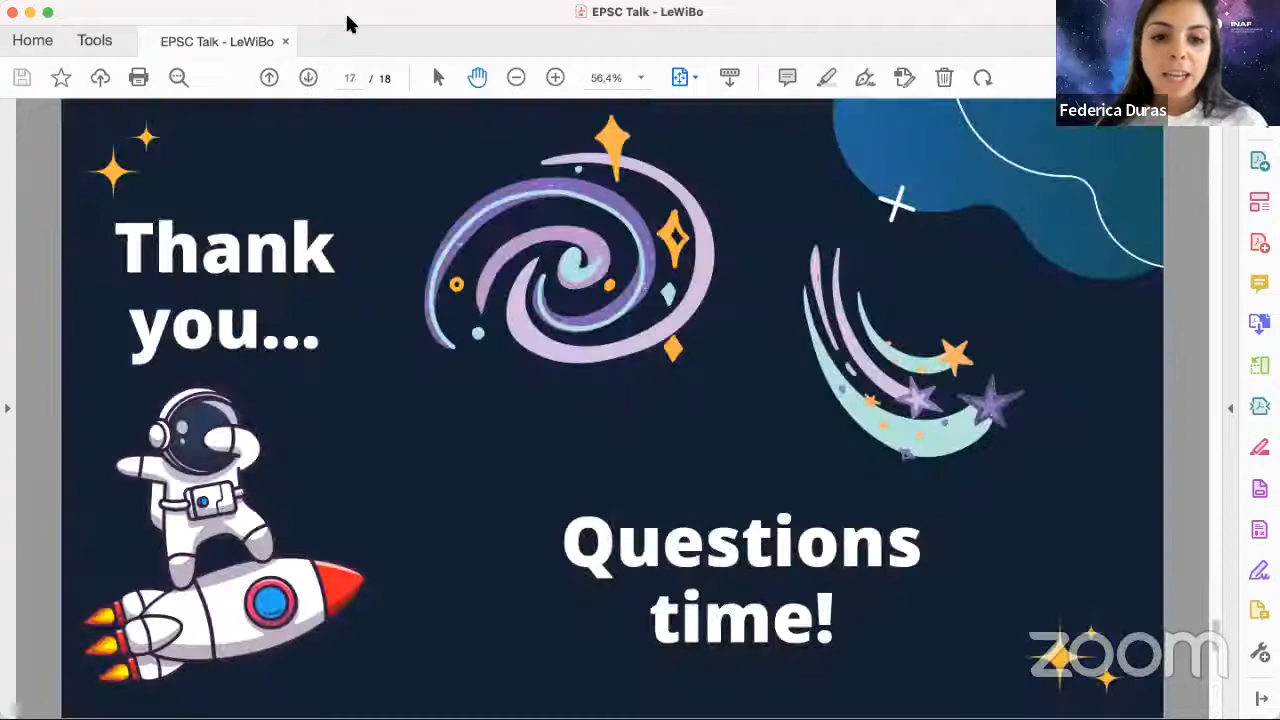 EPSC Talk - LeWiBo
Home
Tools
EPSC Talk - LeWiBo ×
17 / 18
56,4%
INAF
Federica Duras
Thank
you...
Questions
time!
zoom